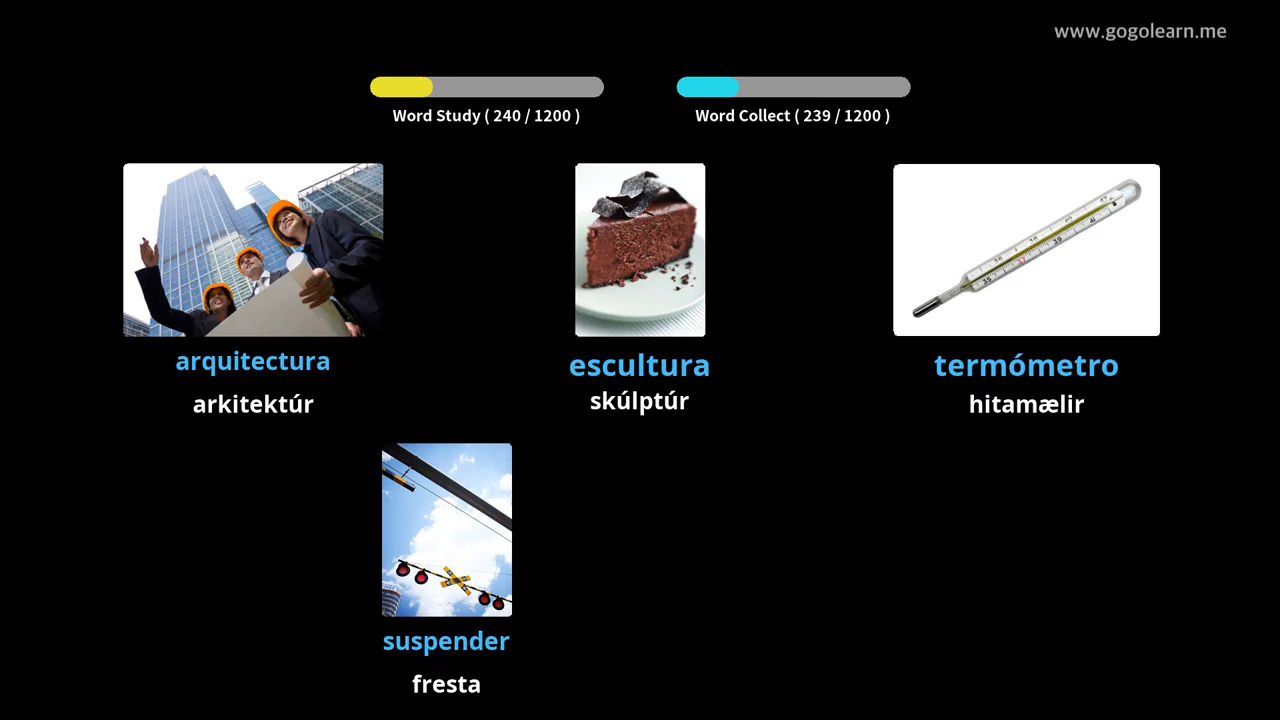 www.gogolearn.me
Word Study ( 240 / 1200 )
Word Collect ( 239 / 1200 )
arquitectura
arkitektúr
escultura
skúlptúr
termómetro
hitamælir
suspender
fresta